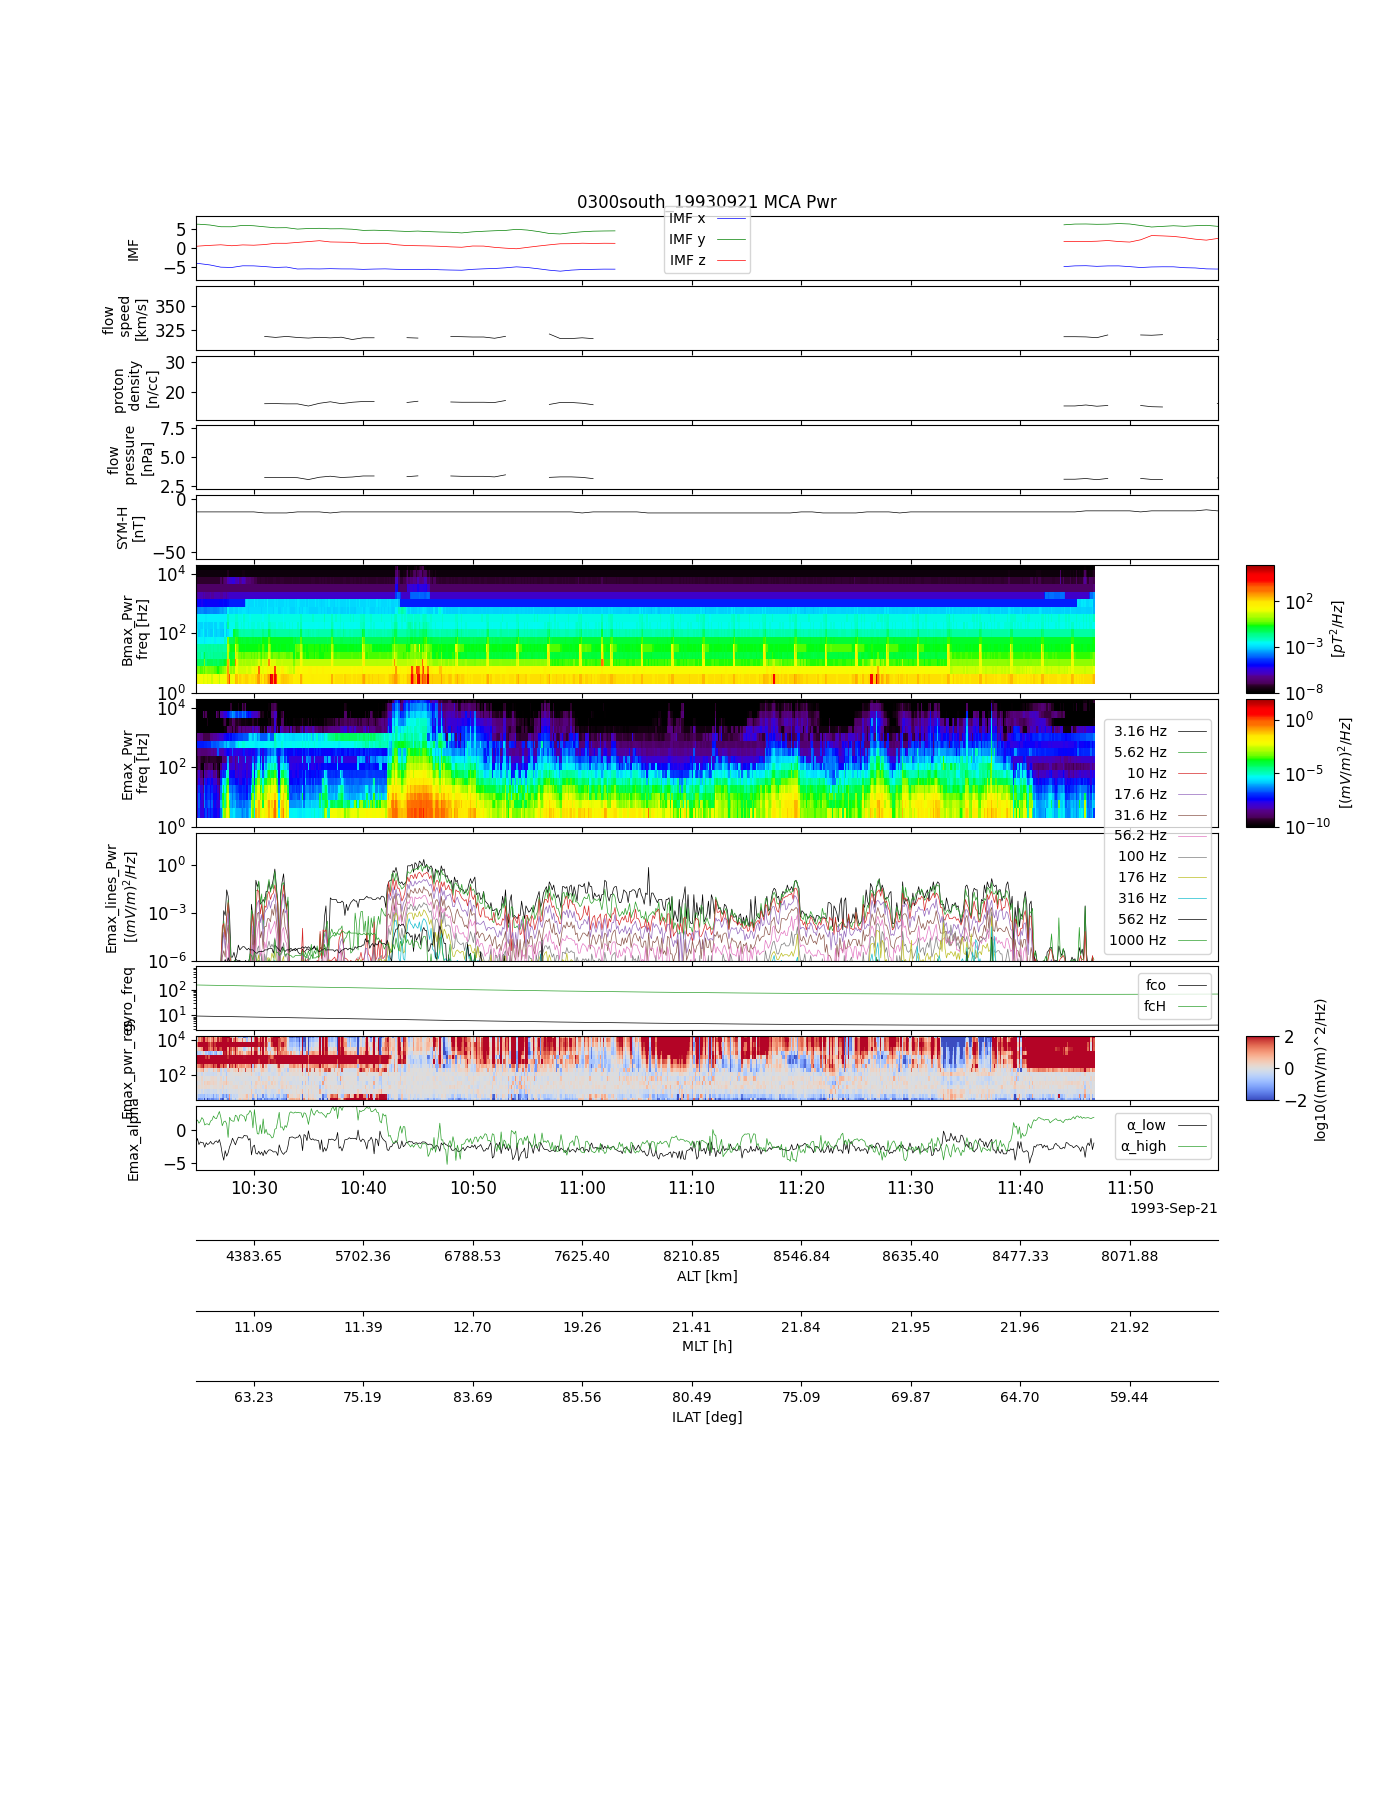 0300south_19930921 MCA Pwr
IMF
5
0
−5
IMF x
IMF y
IMF z
flow
speed
[km/s]
350
325
proton
density
[n/cc]
30
20
flow
pressure
[nPa]
7.5
5.0
2.5
SYM-H
[nT]
0
−50
Bmax_Pwr
freq [Hz]
10^4
10^2
10^0
10^2
10^−3
10^−8
[pT^2/Hz]
Emax_Pwr
freq [Hz]
10^4
10^2
10^0
10^0
10^−5
10^−10
[(mV/m)^2/Hz]
3.16 Hz
5.62 Hz
10 Hz
17.6 Hz
31.6 Hz
56.2 Hz
100 Hz
176 Hz
316 Hz
562 Hz
1000 Hz
Emax_lines_Pwr
[(mV/m)^2/Hz]
10^0
10^−3
10^−6
gyro_freq
10^2
10^1
fco
fcH
10^4
10^2
2
0
−2
log10((mV/m)^2/Hz)
Emax_alpha
0
−5
α_low
α_high
10:30 10:40 10:50 11:00 11:10 11:20 11:30 11:40 11:50
1993-Sep-21
4383.65 5702.36 6788.53 7625.40 8210.85 8546.84 8635.40 8477.33 8071.88
ALT [km]
11.09 11.39 12.70 19.26 21.41 21.84 21.95 21.96 21.92
MLT [h]
63.23 75.19 83.69 85.56 80.49 75.09 69.87 64.70 59.44
ILAT [deg]